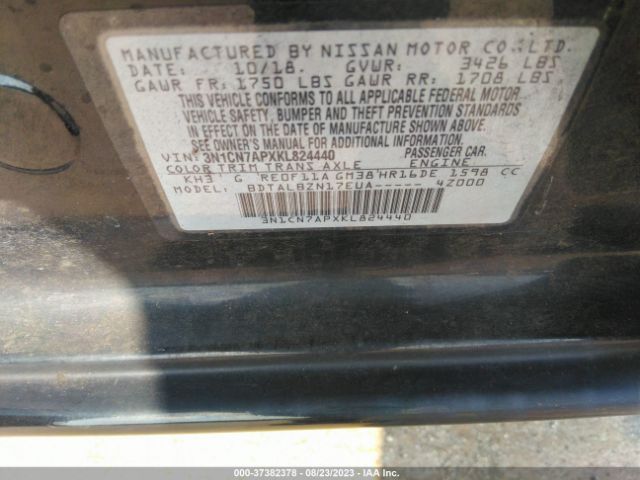 MANUFACTURED BY NISSAN MOTOR CO., LTD.
DATE: 10/18. GVWR: 3426 LBS
GAWR FR: 1750 LBS GAWR RR: 1708 LBS
THIS VEHICLE CONFORMS TO ALL APPLICABLE FEDERAL MOTOR
VEHICLE SAFETY, BUMPER AND THEFT PREVENTION STANDARDS
IN EFFECT ON THE DATE OF MANUFACTURE SHOWN ABOVE.
SEE OWNER'S MANUAL FOR ADDITIONAL INFORMATION.
VIN: 3N1CN7APXKL824440 PASSENGER CAR.
COLOR TRIM TRANS AXLE ENGINE
KH3 G RE0F11A GM38 HR16DE 1598 CC
MODEL: BDTALBZN17EUA----- 4Z000
3N1CN7APXKL824440
000-37382378 - 08/23/2023 - IAA Inc.